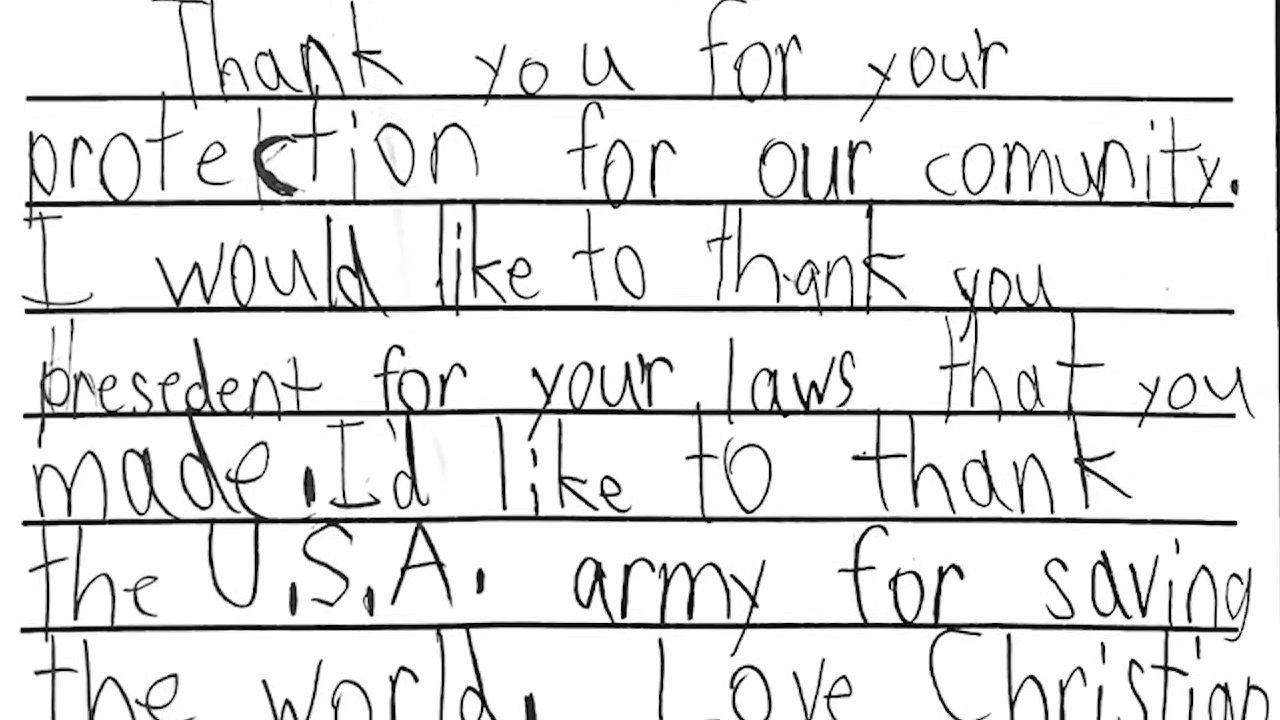 Thank you for your
protection for our comunity.
I would like to thank you
presedent for your laws that you
made. I'd like to thank
the U.S.A. army for saving
the world. Love Christian